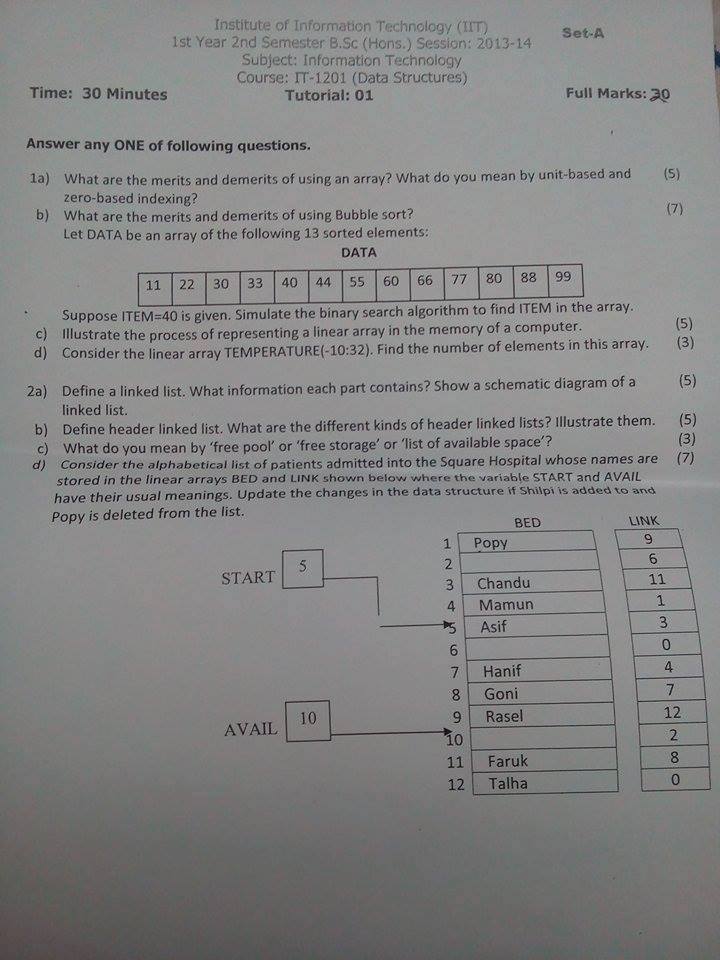 Institute of Information Technology (IIT)
1st Year 2nd Semester B.Sc (Hons.) Session: 2013-14
Set-A
Subject: Information Technology
Course: IT-1201 (Data Structures)
Time: 30 Minutes Tutorial: 01 Full Marks: 20
Answer any ONE of following questions.
1a) What are the merits and demerits of using an array? What do you mean by unit-based and (5)
zero-based indexing?
b) What are the merits and demerits of using Bubble sort? (7)
Let DATA be an array of the following 13 sorted elements:
DATA
11 22 30 33 40 44 55 60 66 77 80 88 99
Suppose ITEM=40 is given. Simulate the binary search algorithm to find ITEM in the array.
c) Illustrate the process of representing a linear array in the memory of a computer. (5)
d) Consider the linear array TEMPERATURE(-10:32). Find the number of elements in this array. (3)
2a) Define a linked list. What information each part contains? Show a schematic diagram of a (5)
linked list.
b) Define header linked list. What are the different kinds of header linked lists? Illustrate them. (5)
c) What do you mean by 'free pool' or 'free storage' or 'list of available space'? (3)
d) Consider the alphabetical list of patients admitted into the Square Hospital whose names are (7)
stored in the linear arrays BED and LINK shown below where the variable START and AVAIL
have their usual meanings. Update the changes in the data structure if Shilpi is added to and
Popy is deleted from the list.
BED LINK
1 Popy 9
2 6
START 5
3 Chandu 11
4 Mamun 1
5 Asif 3
6 0
7 Hanif 4
8 Goni 7
AVAIL 10
9 Rasel 12
10 2
11 Faruk 8
12 Talha 0